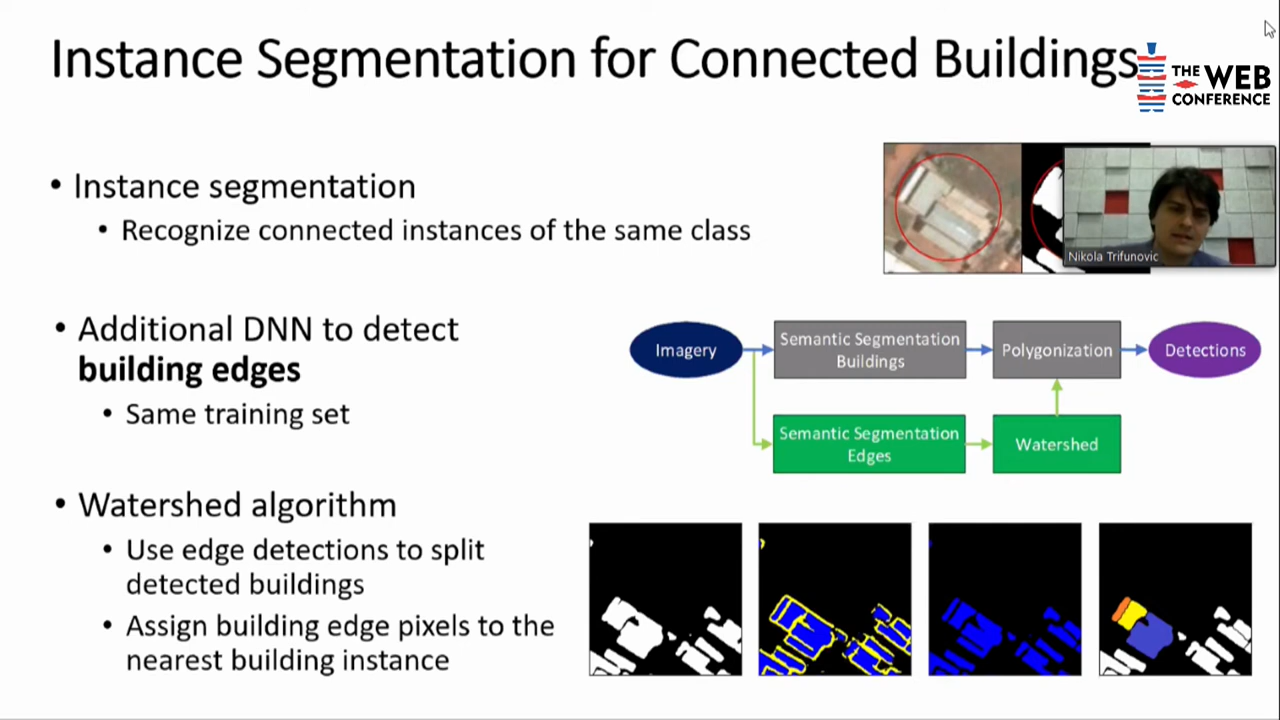 Instance Segmentation for Connected Buildings
THE WEB
CONFERENCE
• Instance segmentation
• Recognize connected instances of the same class
Nikola Trifunovic
• Additional DNN to detect
building edges
• Same training set
Imagery
Semantic Segmentation
Buildings
Polygonization
Detections
Semantic Segmentation
Edges
Watershed
• Watershed algorithm
• Use edge detections to split
detected buildings
• Assign building edge pixels to the
nearest building instance